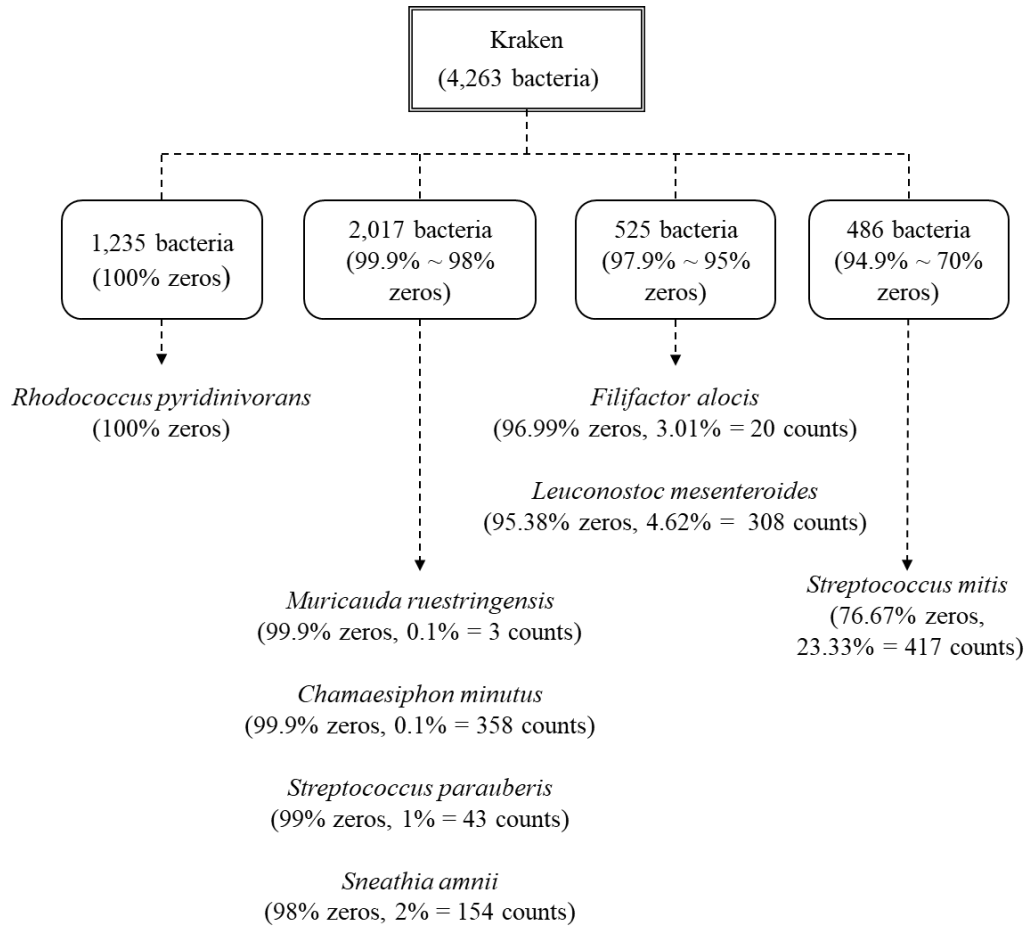 Kraken
(4,263 bacteria)
1,235 bacteria
(100% zeros)
2,017 bacteria
(99.9% ~ 98%
zeros)
525 bacteria
(97.9% ~ 95%
zeros)
486 bacteria
(94.9% ~ 70%
zeros)
Rhodococcus pyridinivorans
(100% zeros)
Filifactor alocis
(96.99% zeros, 3.01% = 20 counts)
Leuconostoc mesenteroides
(95.38% zeros, 4.62% = 308 counts)
Muricauda ruestringensis
(99.9% zeros, 0.1% = 3 counts)
Chamaesiphon minutus
(99.9% zeros, 0.1% = 358 counts)
Streptococcus parauberis
(99% zeros, 1% = 43 counts)
Sneathia amnii
(98% zeros, 2% = 154 counts)
Streptococcus mitis
(76.67% zeros,
23.33% = 417 counts)